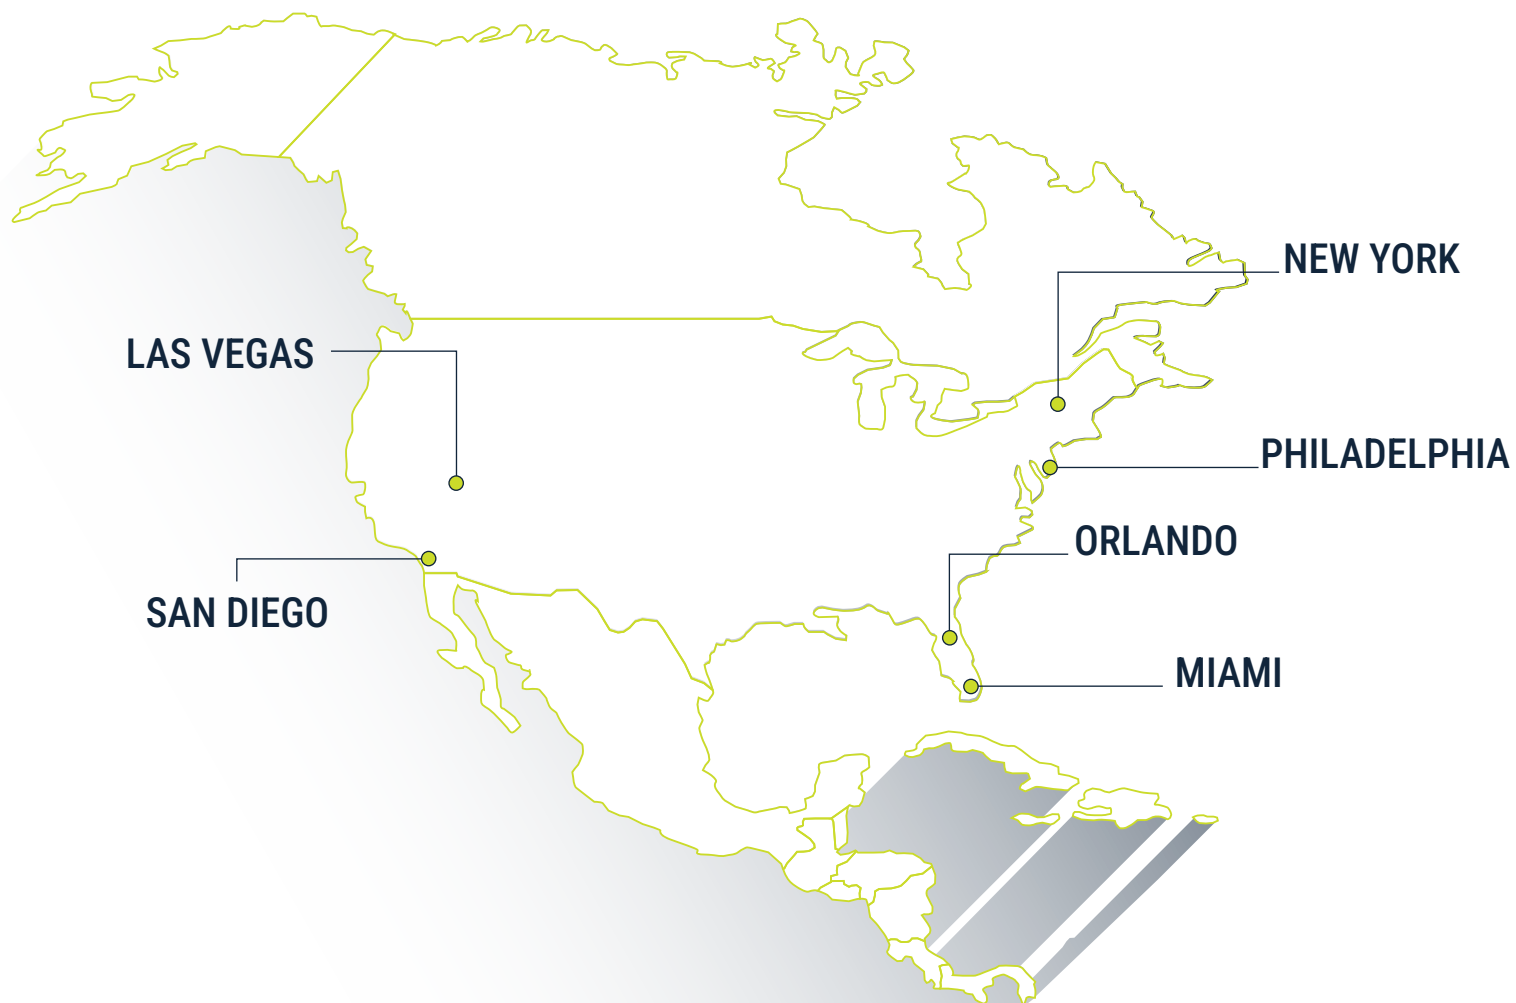 NEW YORK
LAS VEGAS
PHILADELPHIA
ORLANDO
SAN DIEGO
MIAMI